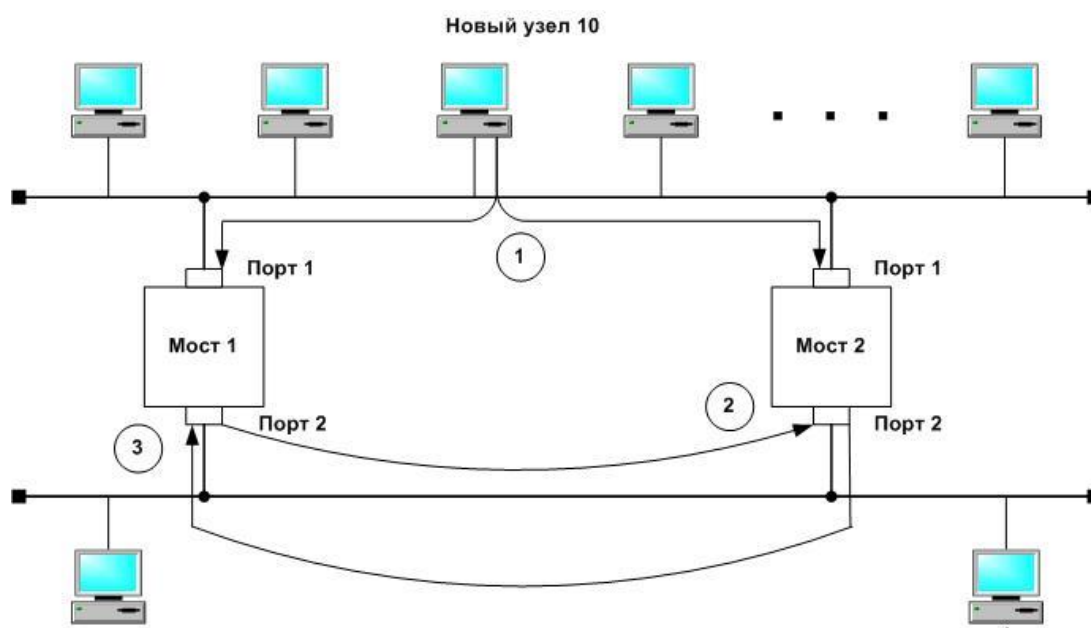 Новый узел 10
1
Порт 1
Порт 1
Мост 1
Мост 2
2
Порт 2
Порт 2
3